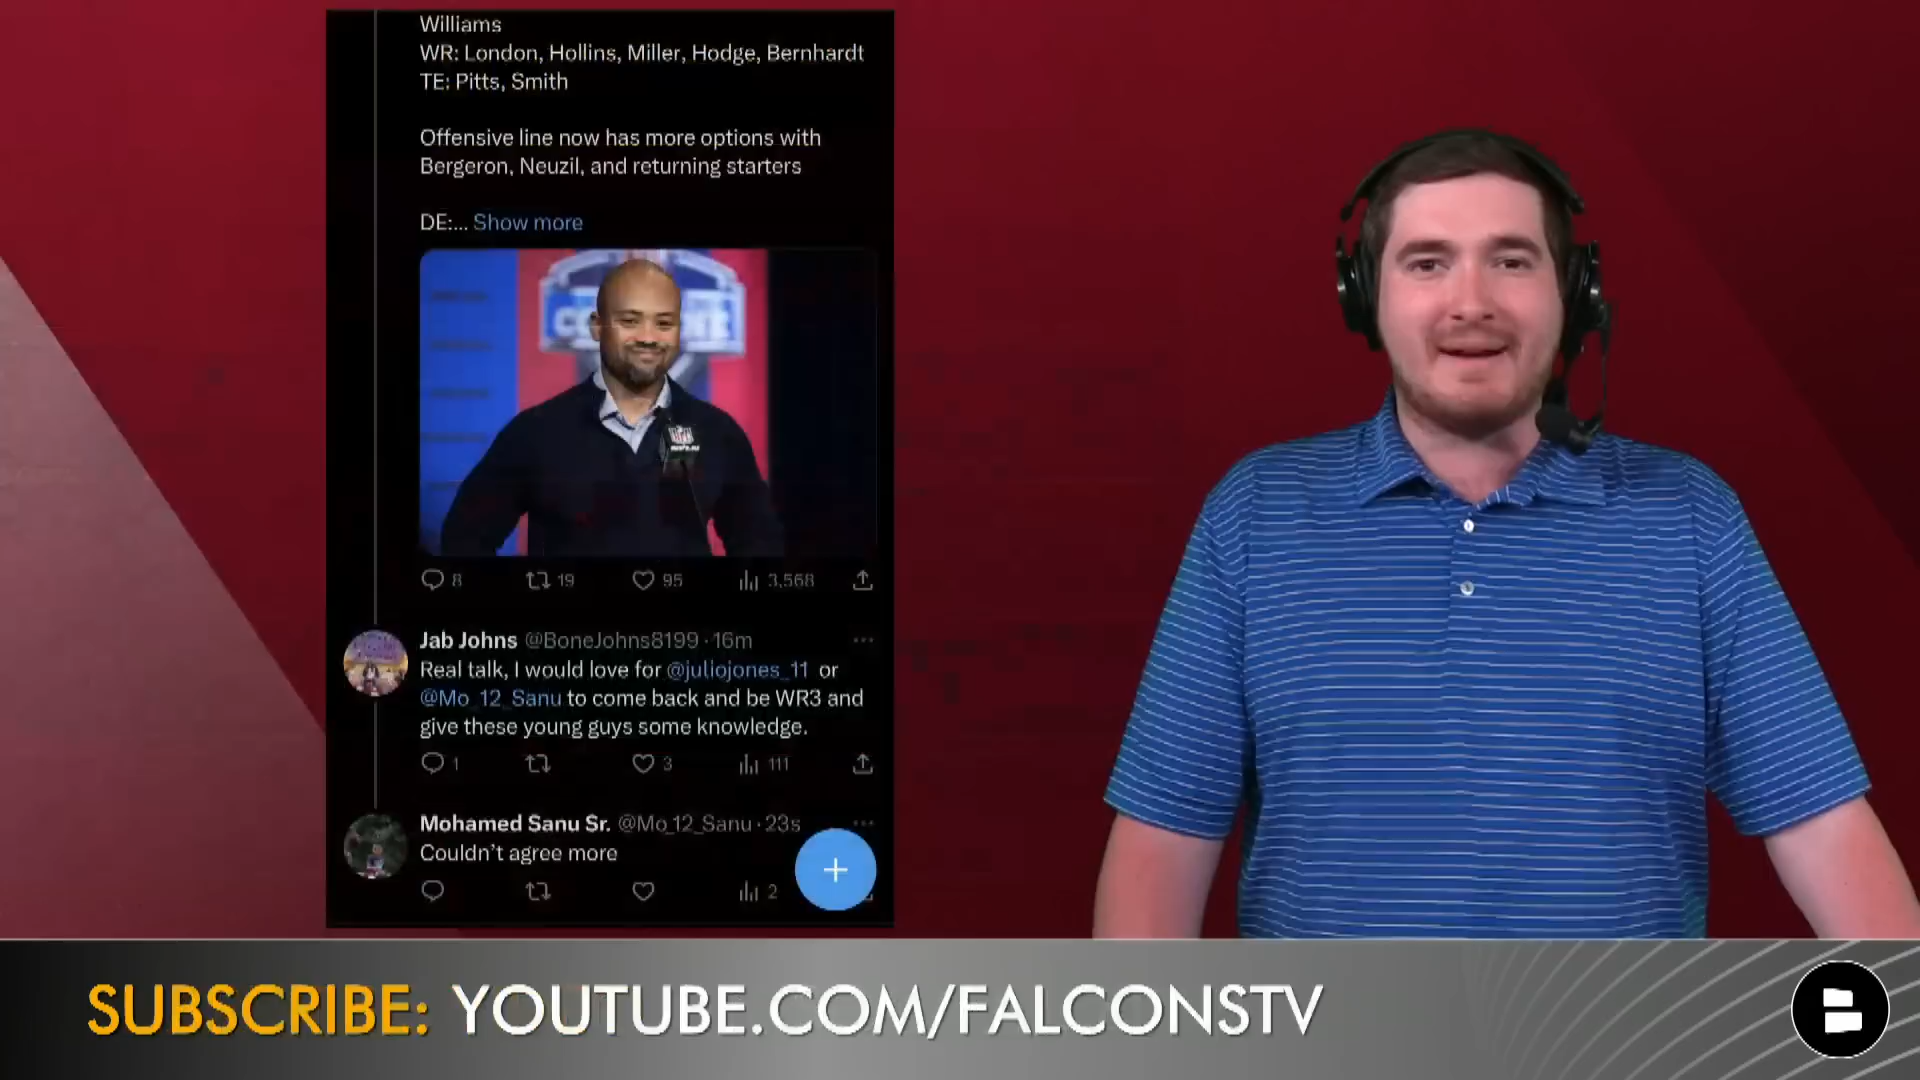 Williams
WR: London, Hollins, Miller, Hodge, Bernhardt
TE: Pitts, Smith
Offensive line now has more options with
Bergeron, Neuzil, and returning starters
DE:... Show more
8 19 95 3,568
Jab Johns @BoneJohns8199 · 16m
Real talk, I would love for @juliojones_11 or
@Mo_12_Sanu to come back and be WR3 and
give these young guys some knowledge.
1 3 111
Mohamed Sanu Sr. @Mo_12_Sanu · 23s
Couldn't agree more
2
SUBSCRIBE: YOUTUBE.COM/FALCONSTV